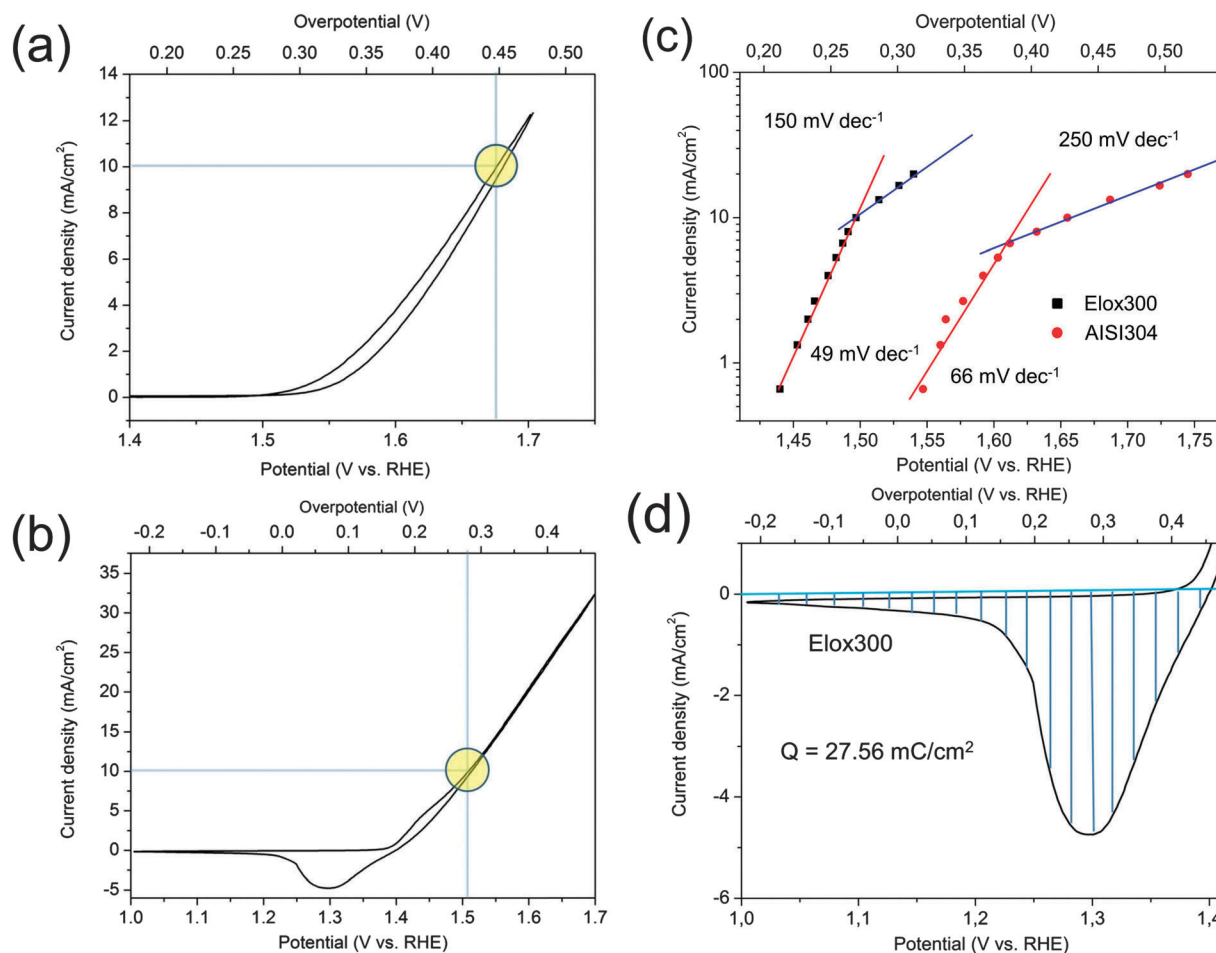 (a)
Overpotential (V)
0.20 0.25 0.30 0.35 0.40 0.45 0.50
14
12
10
8
6
4
2
0
Current density (mA/cm²)
1.4 1.5 1.6 1.7
Potential (V vs. RHE)
(c)
Overpotential (V)
0,20 0,25 0,30 0,35 0,40 0,45 0,50
100
10
1
Current density (mA/cm²)
150 mV dec⁻¹
250 mV dec⁻¹
49 mV dec⁻¹
66 mV dec⁻¹
Elox300
AISI304
1,45 1,50 1,55 1,60 1,65 1,70 1,75
Potential (V vs. RHE)
(b)
Overpotential (V)
-0.2 -0.1 0.0 0.1 0.2 0.3 0.4
35
30
25
20
15
10
5
0
-5
Current density (mA/cm²)
1.0 1.1 1.2 1.3 1.4 1.5 1.6 1.7
Potential (V vs. RHE)
(d)
Overpotential (V vs. RHE)
-0,2 -0,1 0,0 0,1 0,2 0,3 0,4
0
-2
-4
-6
Current density (mA/cm²)
Elox300
Q = 27.56 mC/cm²
1,0 1,1 1,2 1,3 1,4
Potential (V vs. RHE)